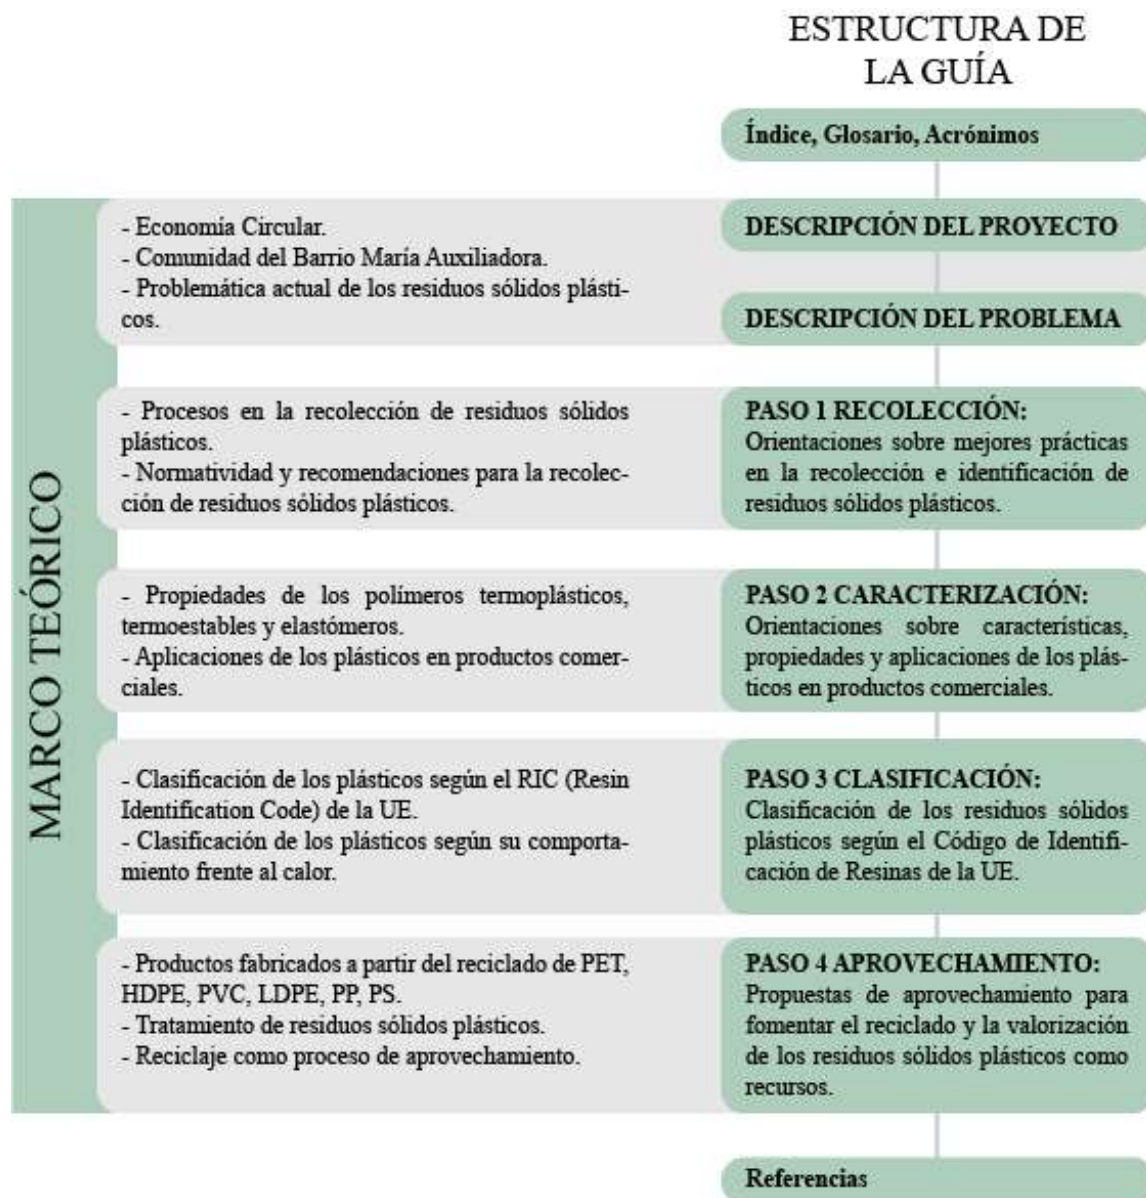 ESTRUCTURA DE
LA GUÍA
Índice, Glosario, Acrónimos
MARCO TEÓRICO
- Economía Circular.
- Comunidad del Barrio María Auxiliadora.
- Problemática actual de los residuos sólidos plásti-
cos.
DESCRIPCIÓN DEL PROYECTO
DESCRIPCIÓN DEL PROBLEMA
- Procesos en la recolección de residuos sólidos
plásticos.
- Normatividad y recomendaciones para la recolec-
ción de residuos sólidos plásticos.
PASO 1 RECOLECCIÓN:
Orientaciones sobre mejores prácticas
en la recolección e identificación de
residuos sólidos plásticos.
- Propiedades de los polímeros termoplásticos,
termoestables y elastómeros.
- Aplicaciones de los plásticos en productos comer-
ciales.
PASO 2 CARACTERIZACIÓN:
Orientaciones sobre características,
propiedades y aplicaciones de los plás-
ticos en productos comerciales.
- Clasificación de los plásticos según el RIC (Resin
Identification Code) de la UE.
- Clasificación de los plásticos según su comporta-
miento frente al calor.
PASO 3 CLASIFICACIÓN:
Clasificación de los residuos sólidos
plásticos según el Código de Identifi-
cación de Resinas de la UE.
- Productos fabricados a partir del reciclado de PET,
HDPE, PVC, LDPE, PP, PS.
- Tratamiento de residuos sólidos plásticos.
- Reciclaje como proceso de aprovechamiento.
PASO 4 APROVECHAMIENTO:
Propuestas de aprovechamiento para
fomentar el reciclado y la valorización
de los residuos sólidos plásticos como
recursos.
Referencias